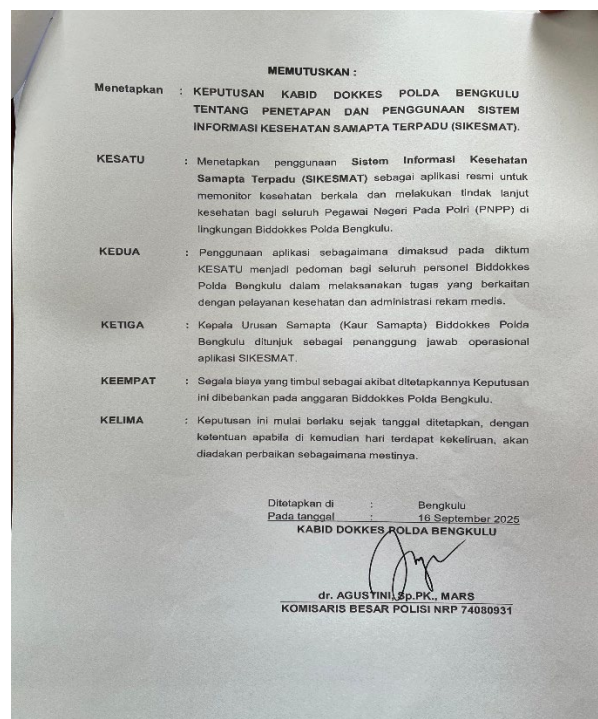 MEMUTUSKAN :
Menetapkan : KEPUTUSAN KABID DOKKES POLDA BENGKULU
TENTANG PENETAPAN DAN PENGGUNAAN SISTEM
INFORMASI KESEHATAN SAMAPTA TERPADU (SIKESMAT).
KESATU : Menetapkan penggunaan Sistem Informasi Kesehatan
Samapta Terpadu (SIKESMAT) sebagai aplikasi resmi untuk
memonitor kesehatan berkala dan melakukan tindak lanjut
kesehatan bagi seluruh Pegawai Negeri Pada Polri (PNPP) di
lingkungan Biddokkes Polda Bengkulu.
KEDUA : Penggunaan aplikasi sebagaimana dimaksud pada diktum
KESATU menjadi pedoman bagi seluruh personel Biddokkes
Polda Bengkulu dalam melaksanakan tugas yang berkaitan
dengan pelayanan kesehatan dan administrasi rekam medis.
KETIGA : Kepala Urusan Samapta (Kaur Samapta) Biddokkes Polda
Bengkulu ditunjuk sebagai penanggung jawab operasional
aplikasi SIKESMAT.
KEEMPAT : Segala biaya yang timbul sebagai akibat ditetapkannya Keputusan
ini dibebankan pada anggaran Biddokkes Polda Bengkulu.
KELIMA : Keputusan ini mulai berlaku sejak tanggal ditetapkan, dengan
ketentuan apabila di kemudian hari terdapat kekeliruan, akan
diadakan perbaikan sebagaimana mestinya.
Ditetapkan di : Bengkulu
Pada tanggal : 16 September 2025
KABID DOKKES POLDA BENGKULU
dr. AGUSTINI, Sp.PK., MARS
KOMISARIS BESAR POLISI NRP 74080931